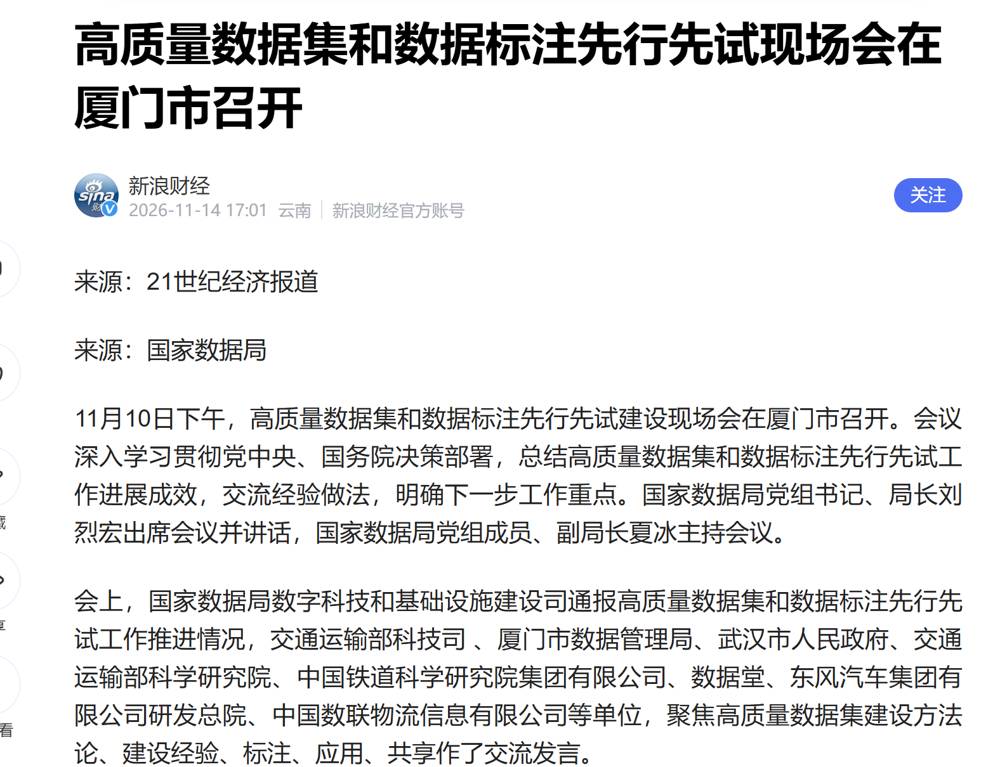 高质量数据集和数据标注先行先试现场会在
厦门市召开
sina
财
新浪财经
2026-11-14 17:01 云南 新浪财经官方账号
关注
来源：21世纪经济报道
来源：国家数据局
11月10日下午，高质量数据集和数据标注先行先试建设现场会在厦门市召开。会议
深入学习贯彻党中央、国务院决策部署，总结高质量数据集和数据标注先行先试工
作进展成效，交流经验做法，明确下一步工作重点。国家数据局党组书记、局长刘
烈宏出席会议并讲话，国家数据局党组成员、副局长夏冰主持会议。
会上，国家数据局数字科技和基础设施建设司通报高质量数据集和数据标注先行先
试工作推进情况，交通运输部科技司 、厦门市数据管理局、武汉市人民政府、交通
运输部科学研究院、中国铁道科学研究院集团有限公司、数据堂、东风汽车集团有
限公司研发总院、中国数联物流信息有限公司等单位，聚焦高质量数据集建设方法
看
论、建设经验、标注、应用、共享作了交流发言。